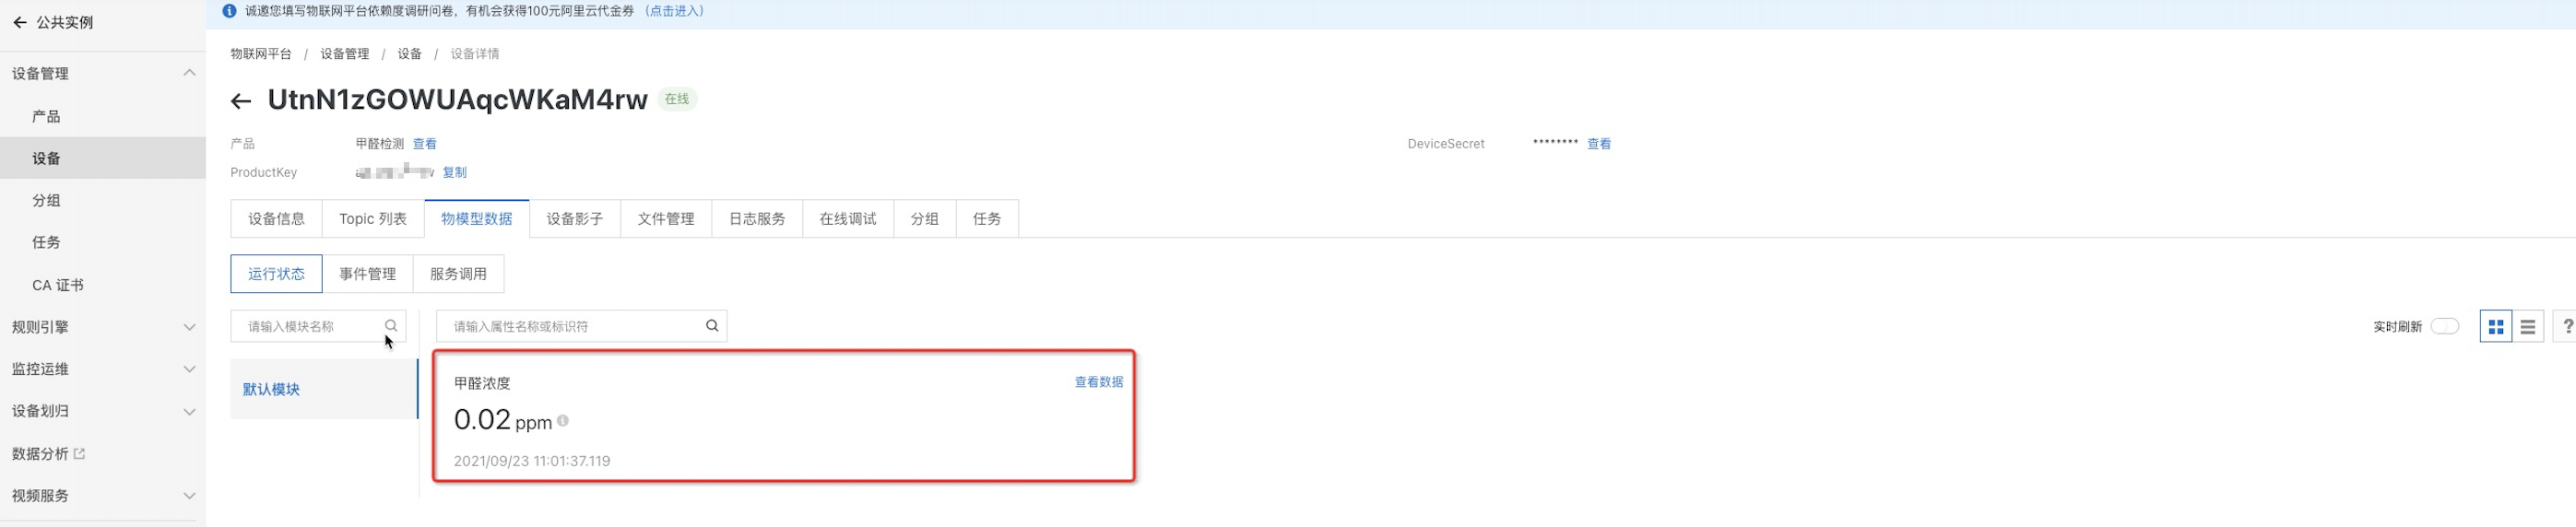 公共实例
诚邀您填写物联网平台依赖度调研问卷，有机会获得100元阿里云代金券 （点击进入）
物联网平台 / 设备管理 / 设备 / 设备详情
UtnN1zGOWUAqcWKaM4rw 在线
产品 甲醛检测 查看 DeviceSecret ******** 查看
ProductKey 复制
设备信息 Topic 列表 物模型数据 设备影子 文件管理 日志服务 在线调试 分组 任务
运行状态 事件管理 服务调用
请输入模块名称 请输入属性名称或标识符 实时刷新 ?
默认模块
甲醛浓度 查看数据
0.02 ppm
2021/09/23 11:01:37.119
设备管理
产品
设备
分组
任务
CA 证书
规则引擎
监控运维
设备划归
数据分析
视频服务